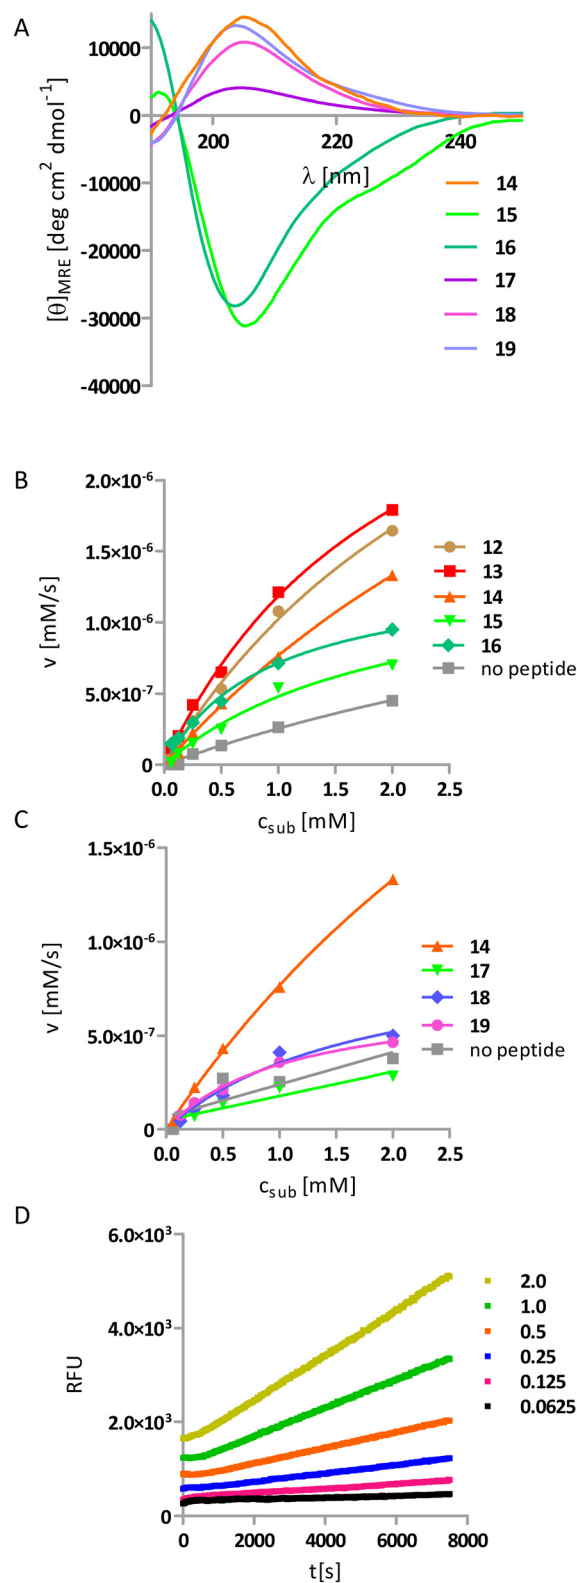 A
10000
0
-10000
-20000
-30000
-40000
[θ]MRE [deg cm² dmol⁻¹]
200 220 240
λ [nm]
14
15
16
17
18
19
B
2.0×10⁻⁶
1.5×10⁻⁶
1.0×10⁻⁶
5.0×10⁻⁷
0
v [mM/s]
0.0 0.5 1.0 1.5 2.0 2.5
csub [mM]
12
13
14
15
16
no peptide
C
1.5×10⁻⁶
1.0×10⁻⁶
5.0×10⁻⁷
0
v [mM/s]
0.0 0.5 1.0 1.5 2.0 2.5
csub [mM]
14
17
18
19
no peptide
D
6.0×10³
4.0×10³
2.0×10³
0
RFU
0 2000 4000 6000 8000
t[s]
2.0
1.0
0.5
0.25
0.125
0.0625